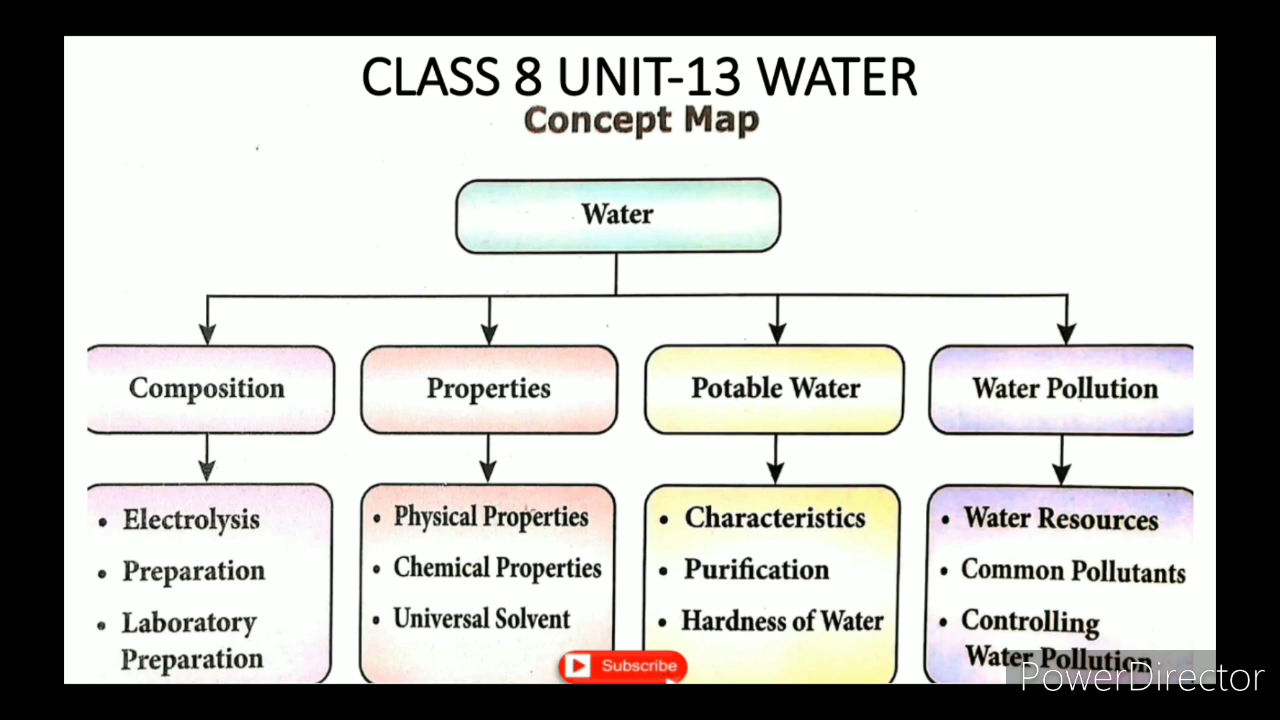 CLASS 8 UNIT-13 WATER
Concept Map
Water
Composition
Properties
Potable Water
Water Pollution
• Electrolysis
• Preparation
• Laboratory
Preparation
• Physical Properties
• Chemical Properties
• Universal Solvent
• Characteristics
• Purification
• Hardness of Water
• Water Resources
• Common Pollutants
• Controlling
Water Pollution
Subscribe
PowerDirector